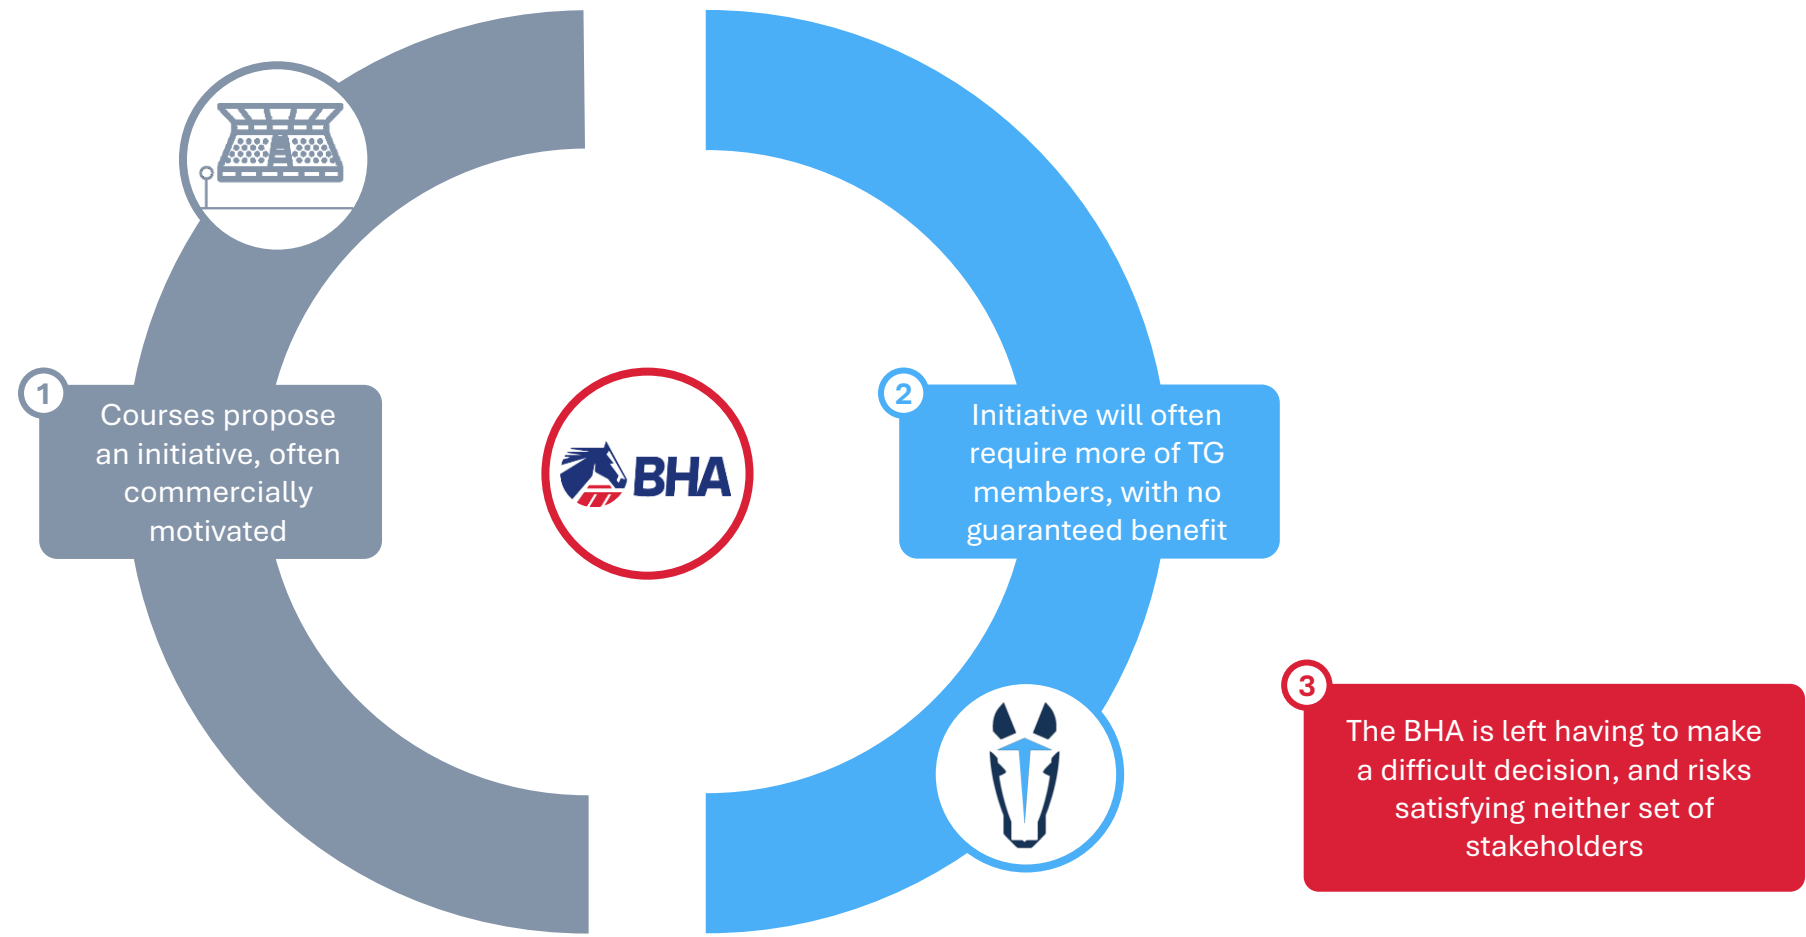 1
Courses propose
an initiative, often
commercially
motivated
BHA
2
Initiative will often
require more of TG
members, with no
guaranteed benefit
3
The BHA is left having to make
a difficult decision, and risks
satisfying neither set of
stakeholders